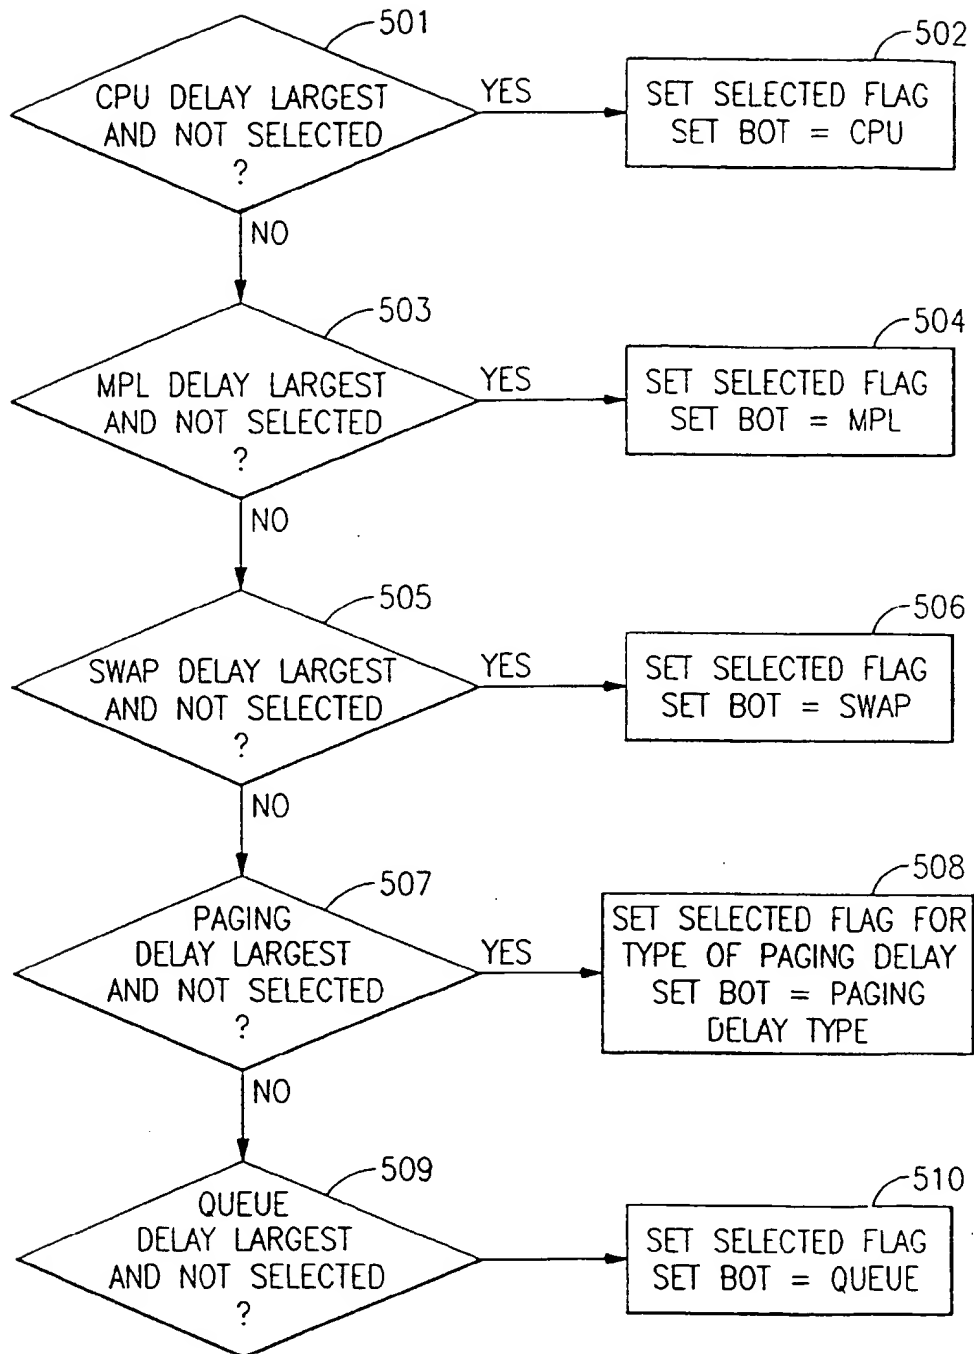 501
CPU DELAY LARGEST
AND NOT SELECTED
?
YES
502
SET SELECTED FLAG
SET BOT = CPU
NO
503
MPL DELAY LARGEST
AND NOT SELECTED
?
YES
504
SET SELECTED FLAG
SET BOT = MPL
NO
505
SWAP DELAY LARGEST
AND NOT SELECTED
?
YES
506
SET SELECTED FLAG
SET BOT = SWAP
NO
507
PAGING
DELAY LARGEST
AND NOT SELECTED
?
YES
508
SET SELECTED FLAG FOR
TYPE OF PAGING DELAY
SET BOT = PAGING
DELAY TYPE
NO
509
QUEUE
DELAY LARGEST
AND NOT SELECTED
?
510
SET SELECTED FLAG
SET BOT = QUEUE